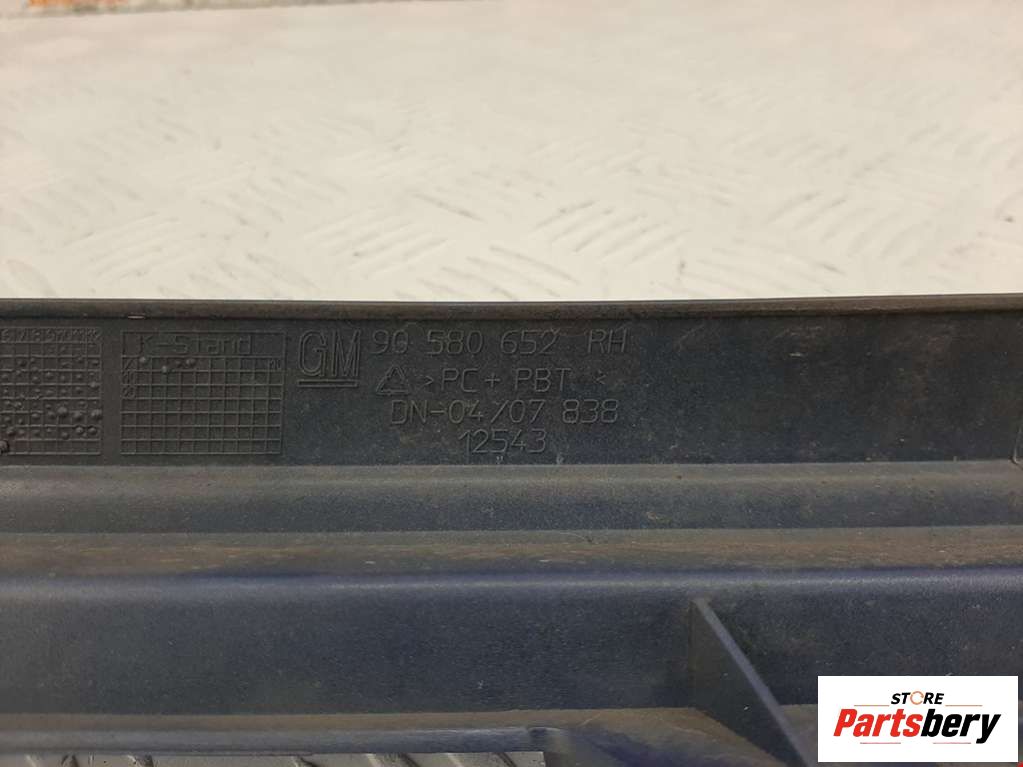 K-Stand
GM 90 580 652 RH
>PC + PBT<
DN-04/07 838
12543
STORE
Partsbery